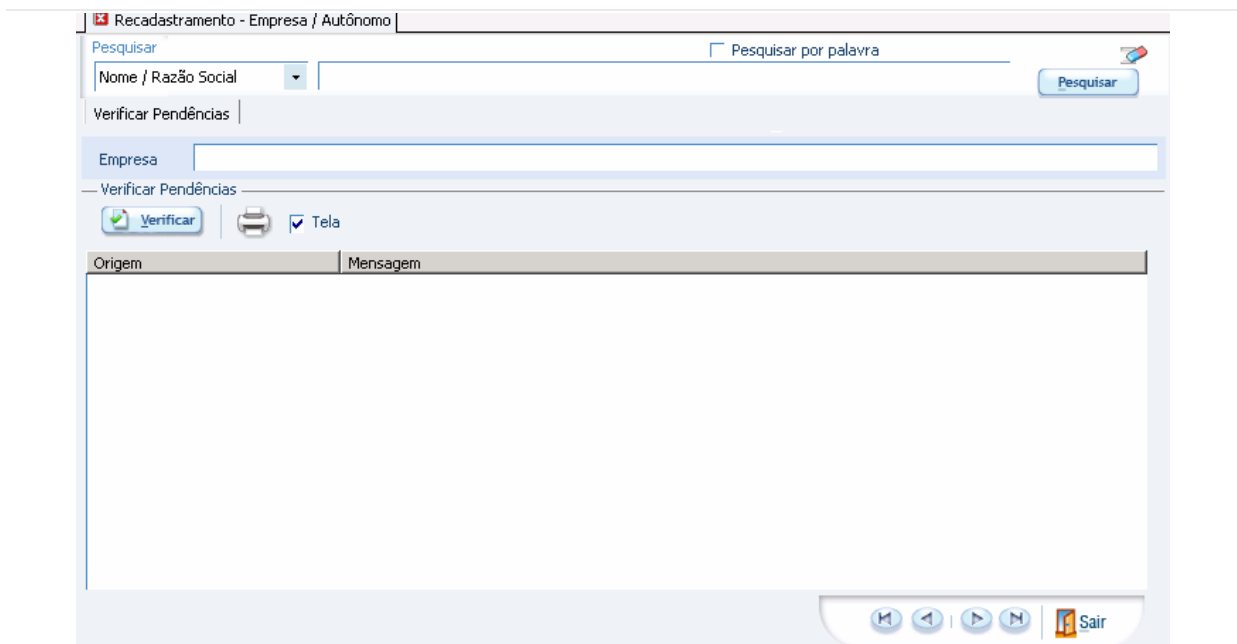 Recadastramento - Empresa / Autônomo
Pesquisar
Pesquisar por palavra
Nome / Razão Social
Pesquisar
Verificar Pendências
Empresa
Verificar Pendências
Verificar
Tela
Origem Mensagem
Sair